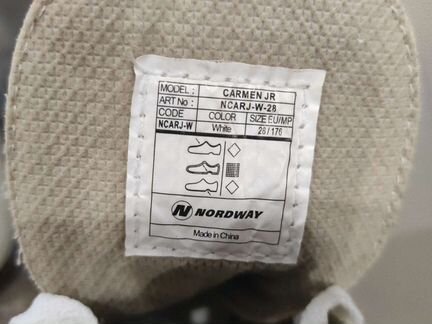 MODEL : CARMEN JR
ART No : NCARJ-W-28
CODE COLOR SIZE EU/MP
NCARJ-W White 28/176
NORDWAY
Made in China